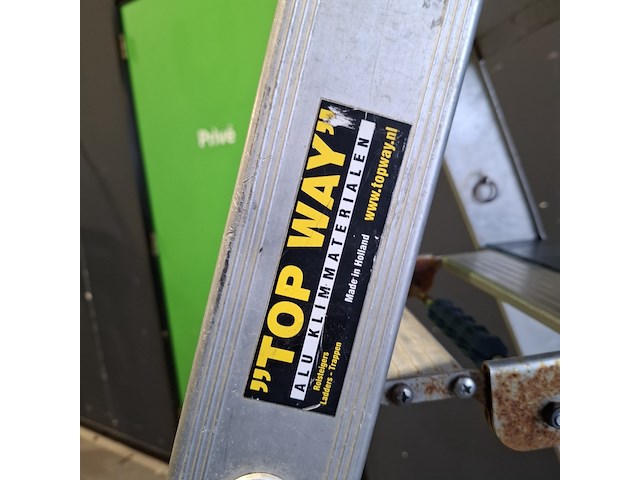 Privé
"TOP WAY"
ALU KLIMMATERIALEN
Rolsteigers
Ladders - Trappen
Made in Holland
www.topway.nl